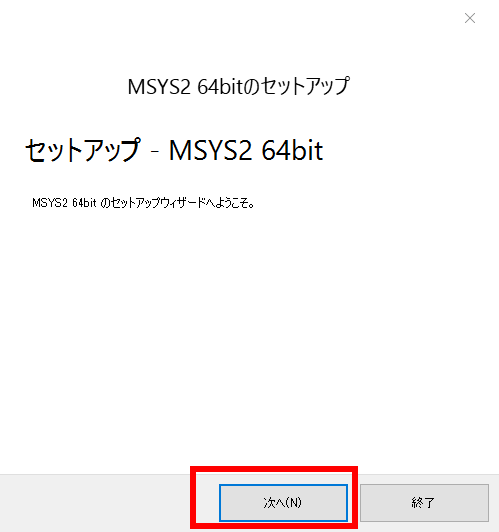 MSYS2 64bitのセットアップ
セットアップ - MSYS2 64bit
MSYS2 64bit のセットアップウィザードへようこそ。
次へ(N)
終了